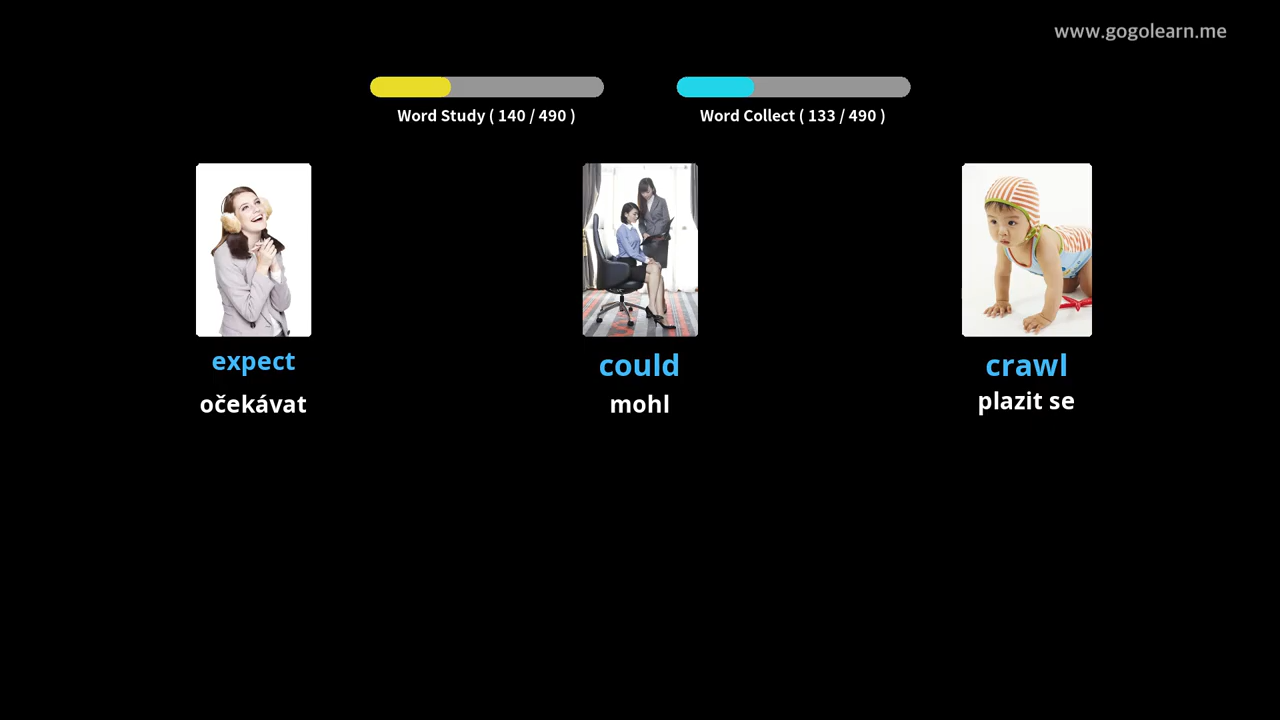 www.gogolearn.me
Word Study ( 140 / 490 )
Word Collect ( 133 / 490 )
expect
could
crawl
očekávat
mohl
plazit se